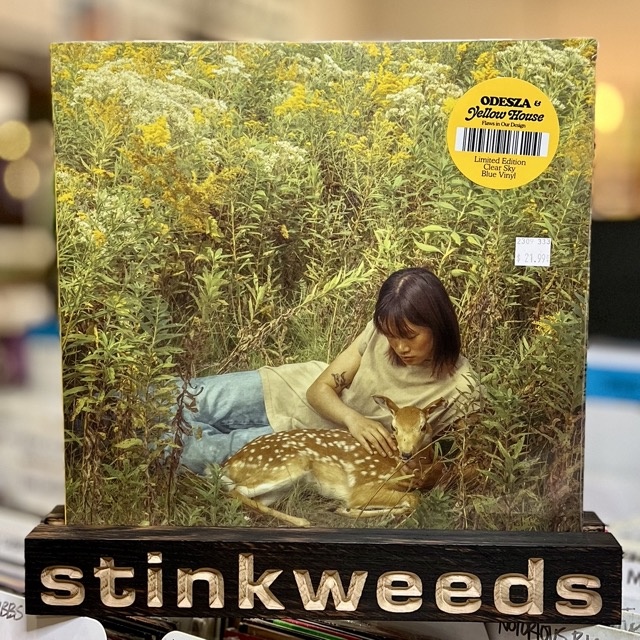 ODESZA &
Yellow House
Flaws in Our Design
Limited Edition
Clear Sky
Blue Vinyl
$21.99
stinkweeds